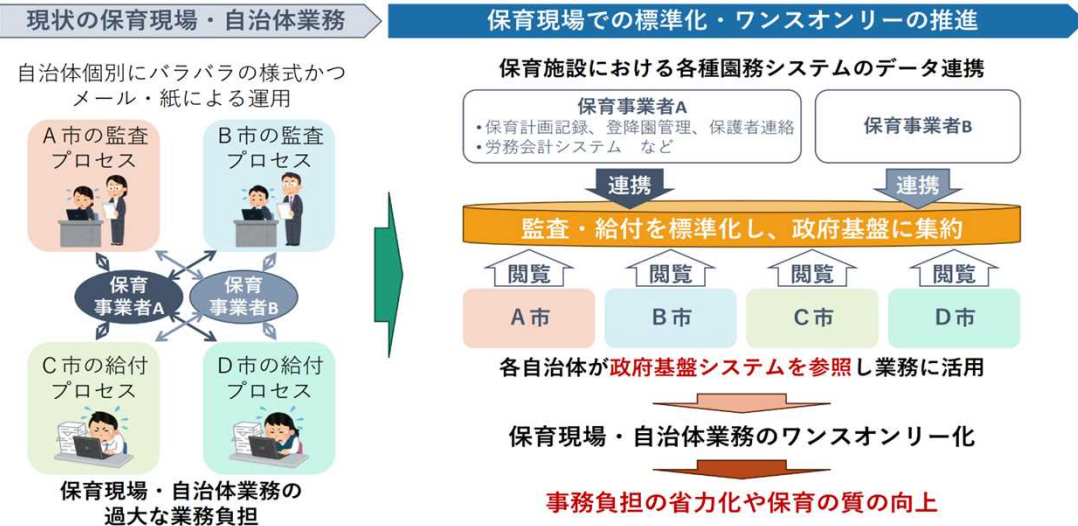 現状の保育現場・自治体業務
自治体個別にバラバラの様式かつ
メール・紙による運用
A市の監査
プロセス
B市の監査
プロセス
保育
事業者A
保育
事業者B
C市の給付
プロセス
D市の給付
プロセス
保育現場・自治体業務の
過大な業務負担
保育現場での標準化・ワンスオンリーの推進
保育施設における各種園務システムのデータ連携
保育事業者A
•保育計画記録、登降園管理、保護者連絡
•労務会計システム など
保育事業者B
連携
連携
監査・給付を標準化し、政府基盤に集約
閲覧
閲覧
閲覧
閲覧
A市
B市
C市
D市
各自治体が政府基盤システムを参照し業務に活用
保育現場・自治体業務のワンスオンリー化
事務負担の省力化や保育の質の向上